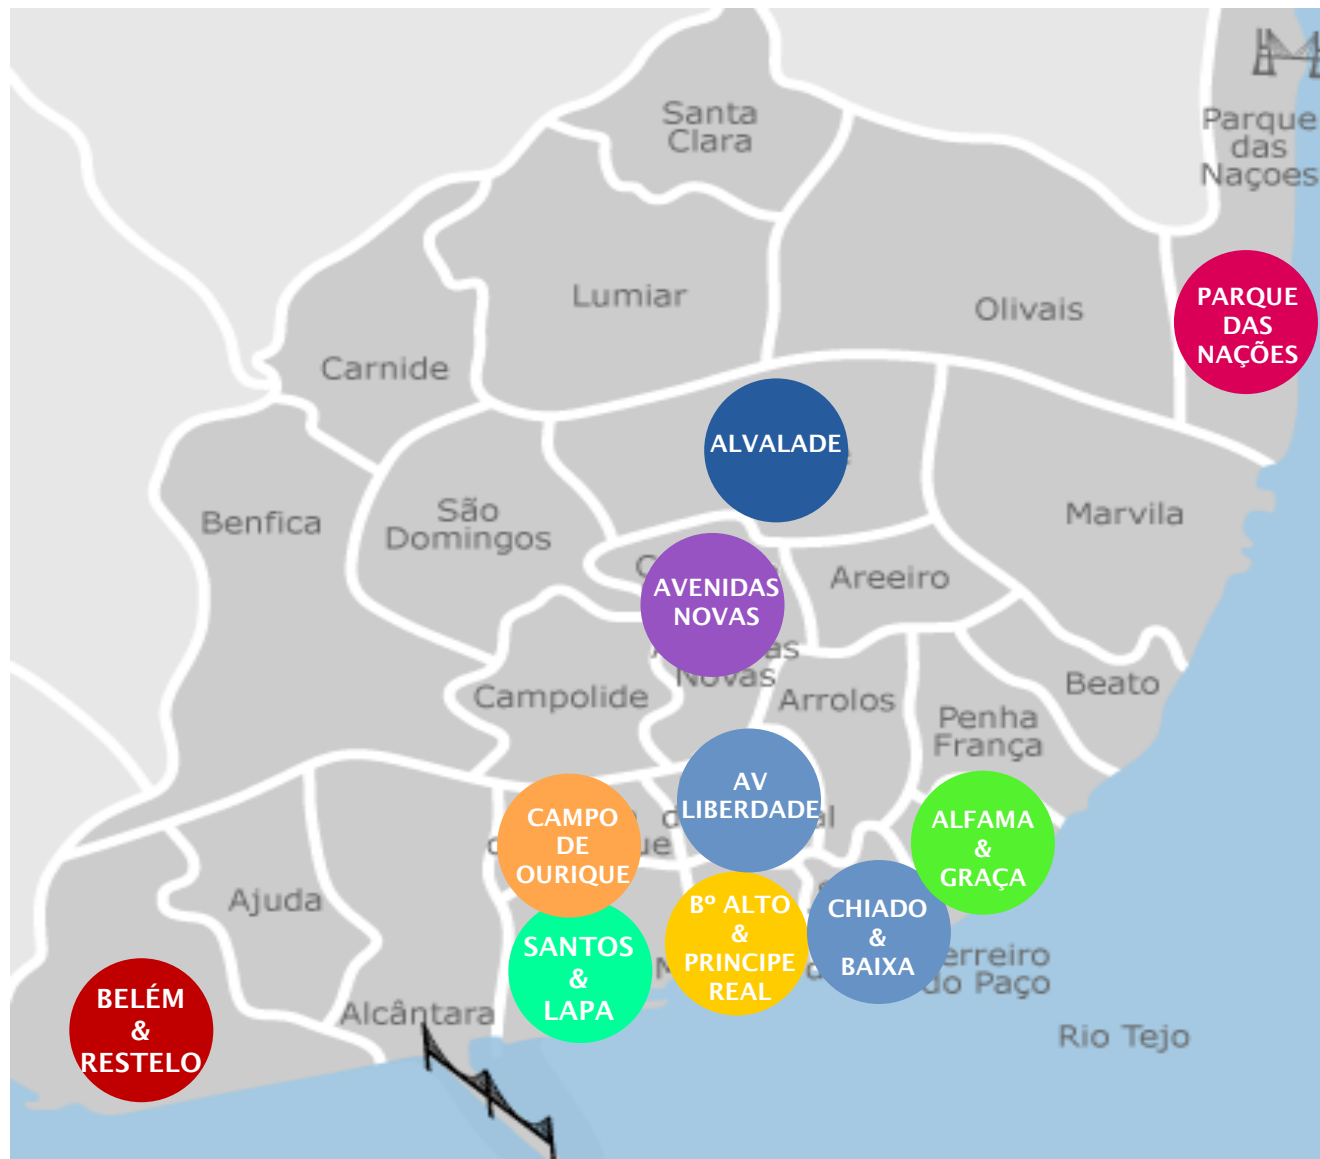 Santa
Clara
Parque
das
Naçoes
Lumiar
Olivais
PARQUE
DAS
NAÇÕES
Carnide
ALVALADE
Benfica
São
Domingos
Marvila
Areeiro
AVENIDAS
NOVAS
Novas
Campolide
Arrolos
Beato
Penha
França
AV
LIBERDADE
CAMPO
DE
OURIQUE
ALFAMA
&
GRAÇA
Ajuda
Bº ALTO
&
PRINCIPE
REAL
CHIADO
&
BAIXA
SANTOS
&
LAPA
erreiro
do Paço
BELÉM
&
RESTELO
Alcântara
Rio Tejo